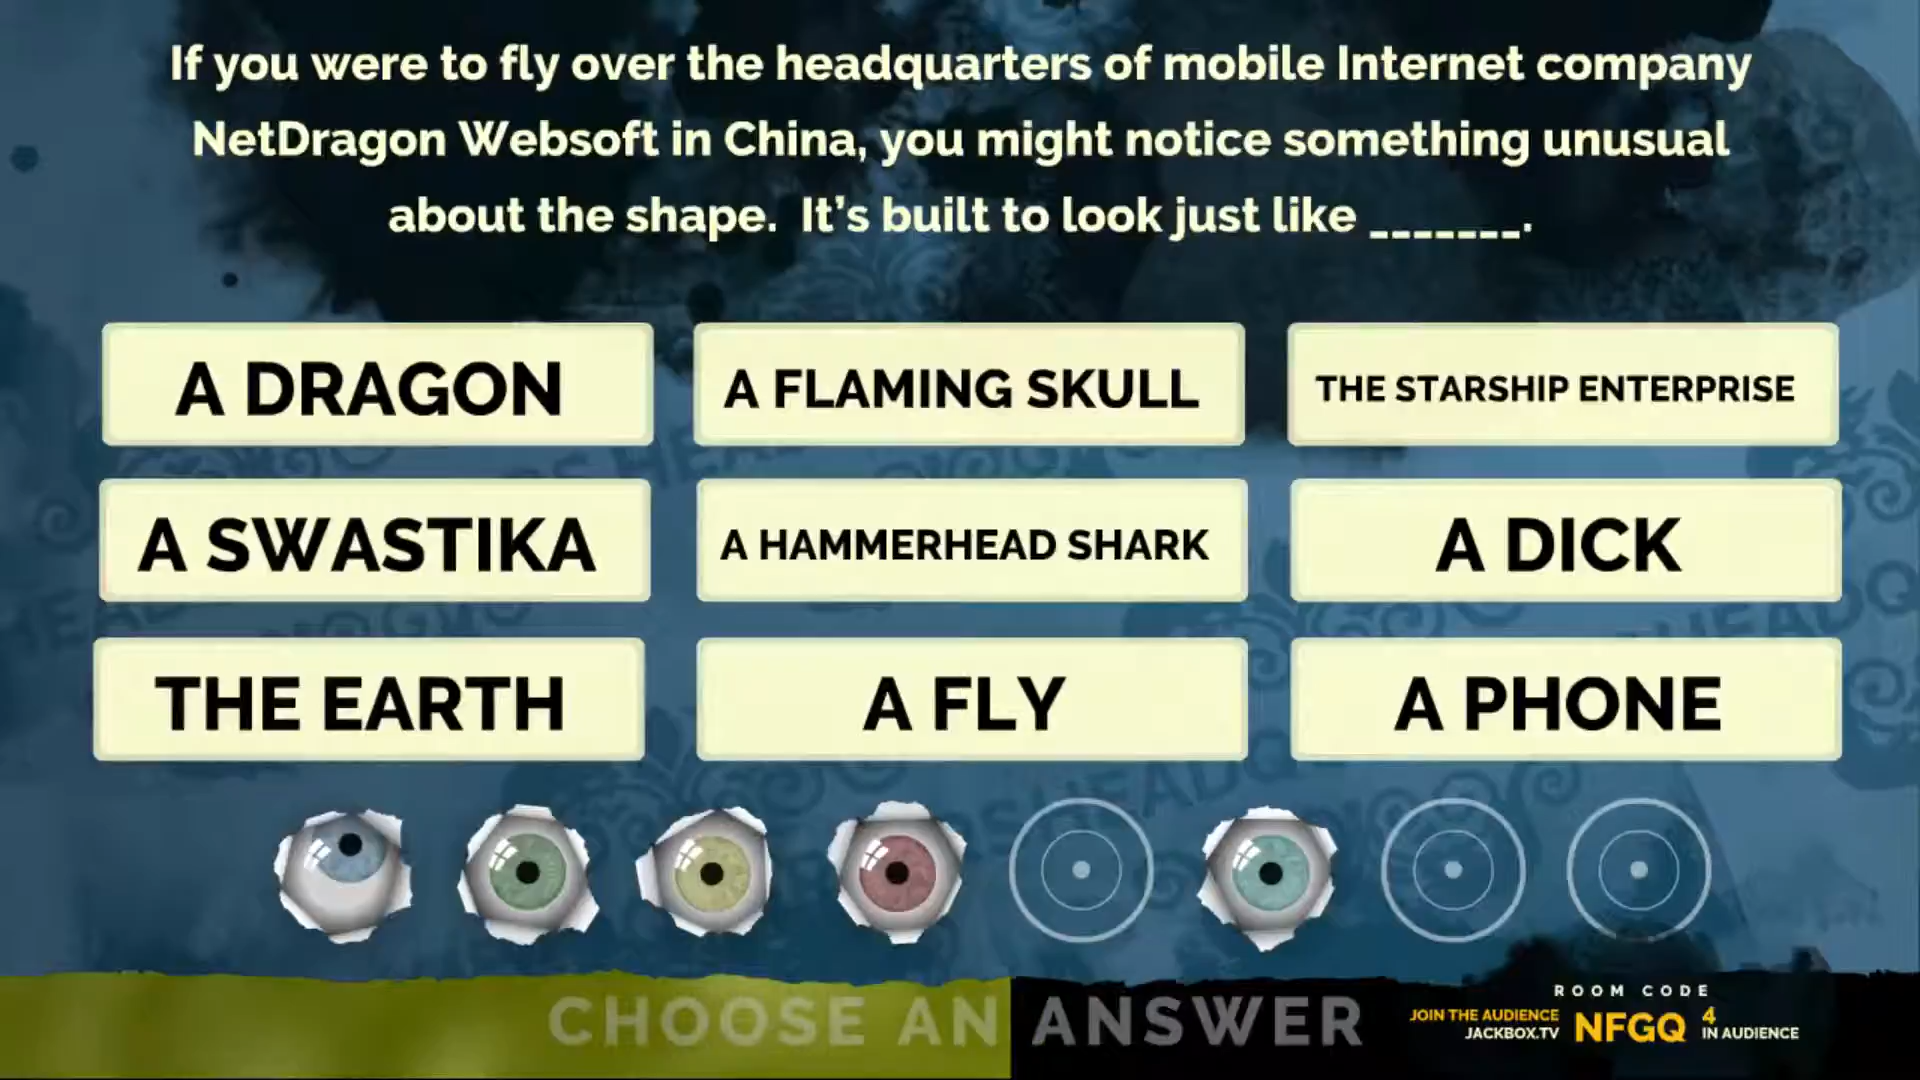 If you were to fly over the headquarters of mobile Internet company
NetDragon Websoft in China, you might notice something unusual
about the shape.  It's built to look just like _______.
A DRAGON
A FLAMING SKULL
THE STARSHIP ENTERPRISE
A SWASTIKA
A HAMMERHEAD SHARK
A DICK
THE EARTH
A FLY
A PHONE
CHOOSE AN ANSWER
ROOM CODE
JOIN THE AUDIENCE
JACKBOX.TV
NFGQ
4
IN AUDIENCE